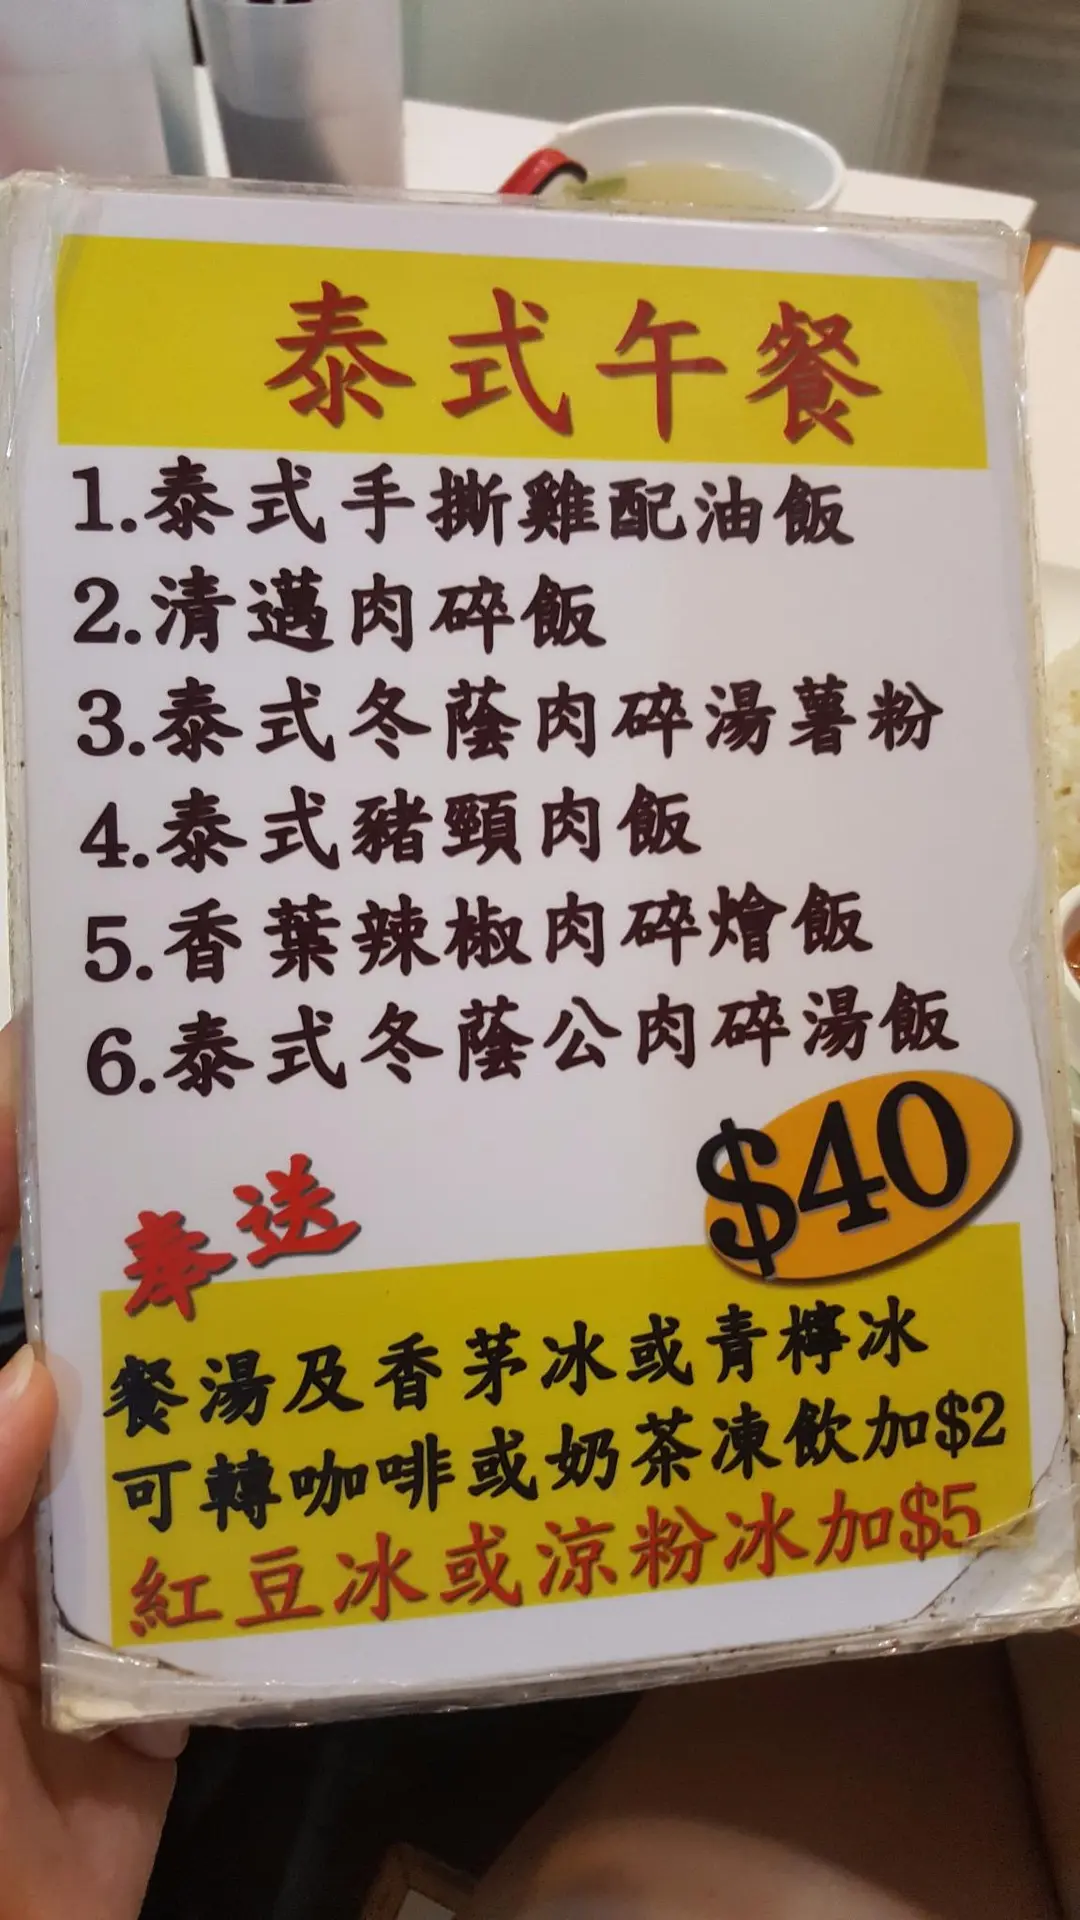 泰式午餐
1.泰式手撕雞配油飯
2.清邁肉碎飯
3.泰式冬蔭肉碎湯薯粉
4.泰式豬頸肉飯
5.香葉辣椒肉碎燴飯
6.泰式冬蔭公肉碎湯飯
$40
奉送
餐湯及香茅冰或青檸冰
可轉咖啡或奶茶凍飲加$2
紅豆冰或涼粉冰加$5